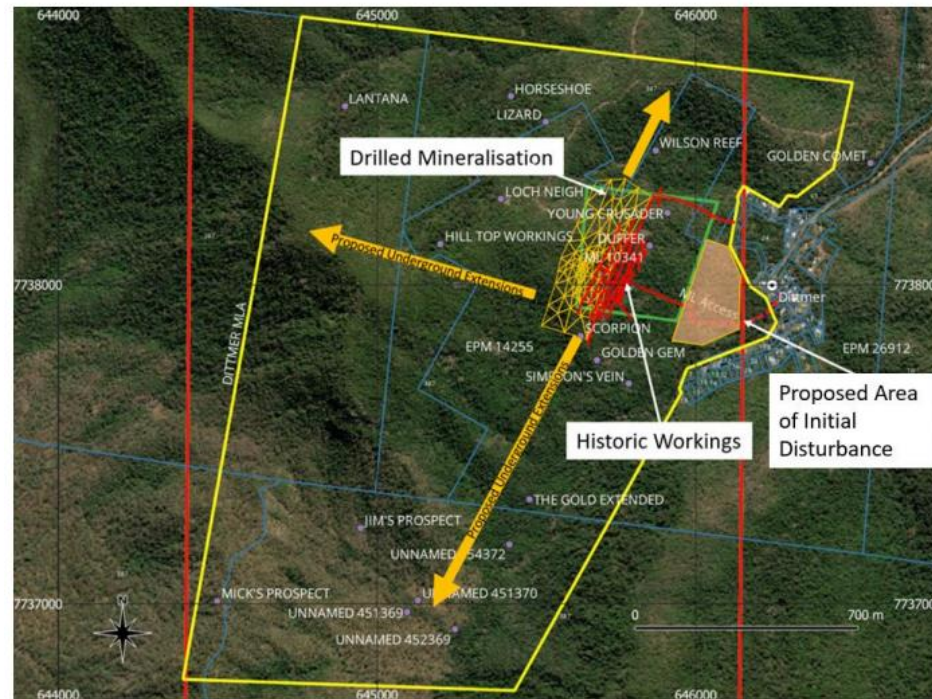 644000
645000
646000
LANTANA
HORSESHOE
LIZARD
WILSON REEF
GOLDEN COMET
Drilled Mineralisation
LOCH NEIGH
YOUNG CRUSADER
HILL TOP WORKINGS
DUFFER
ML 10341
Proposed Underground Extensions
7738000
7738000
ML Access
Dittmer
DITTMER MLA
EPM 14255
SCORPION
GOLDEN GEM
EPM 26912
SIMPSON'S VEIN
Proposed Area
of Initial
Disturbance
Historic Workings
Proposed Underground Extensions
THE GOLD EXTENDED
JIM'S PROSPECT
UNNAMED 454372
MICK'S PROSPECT
UNNAMED 451370
7737000
7737000
UNNAMED 451369
UNNAMED 452369
0
700 m
644000
645000
646000